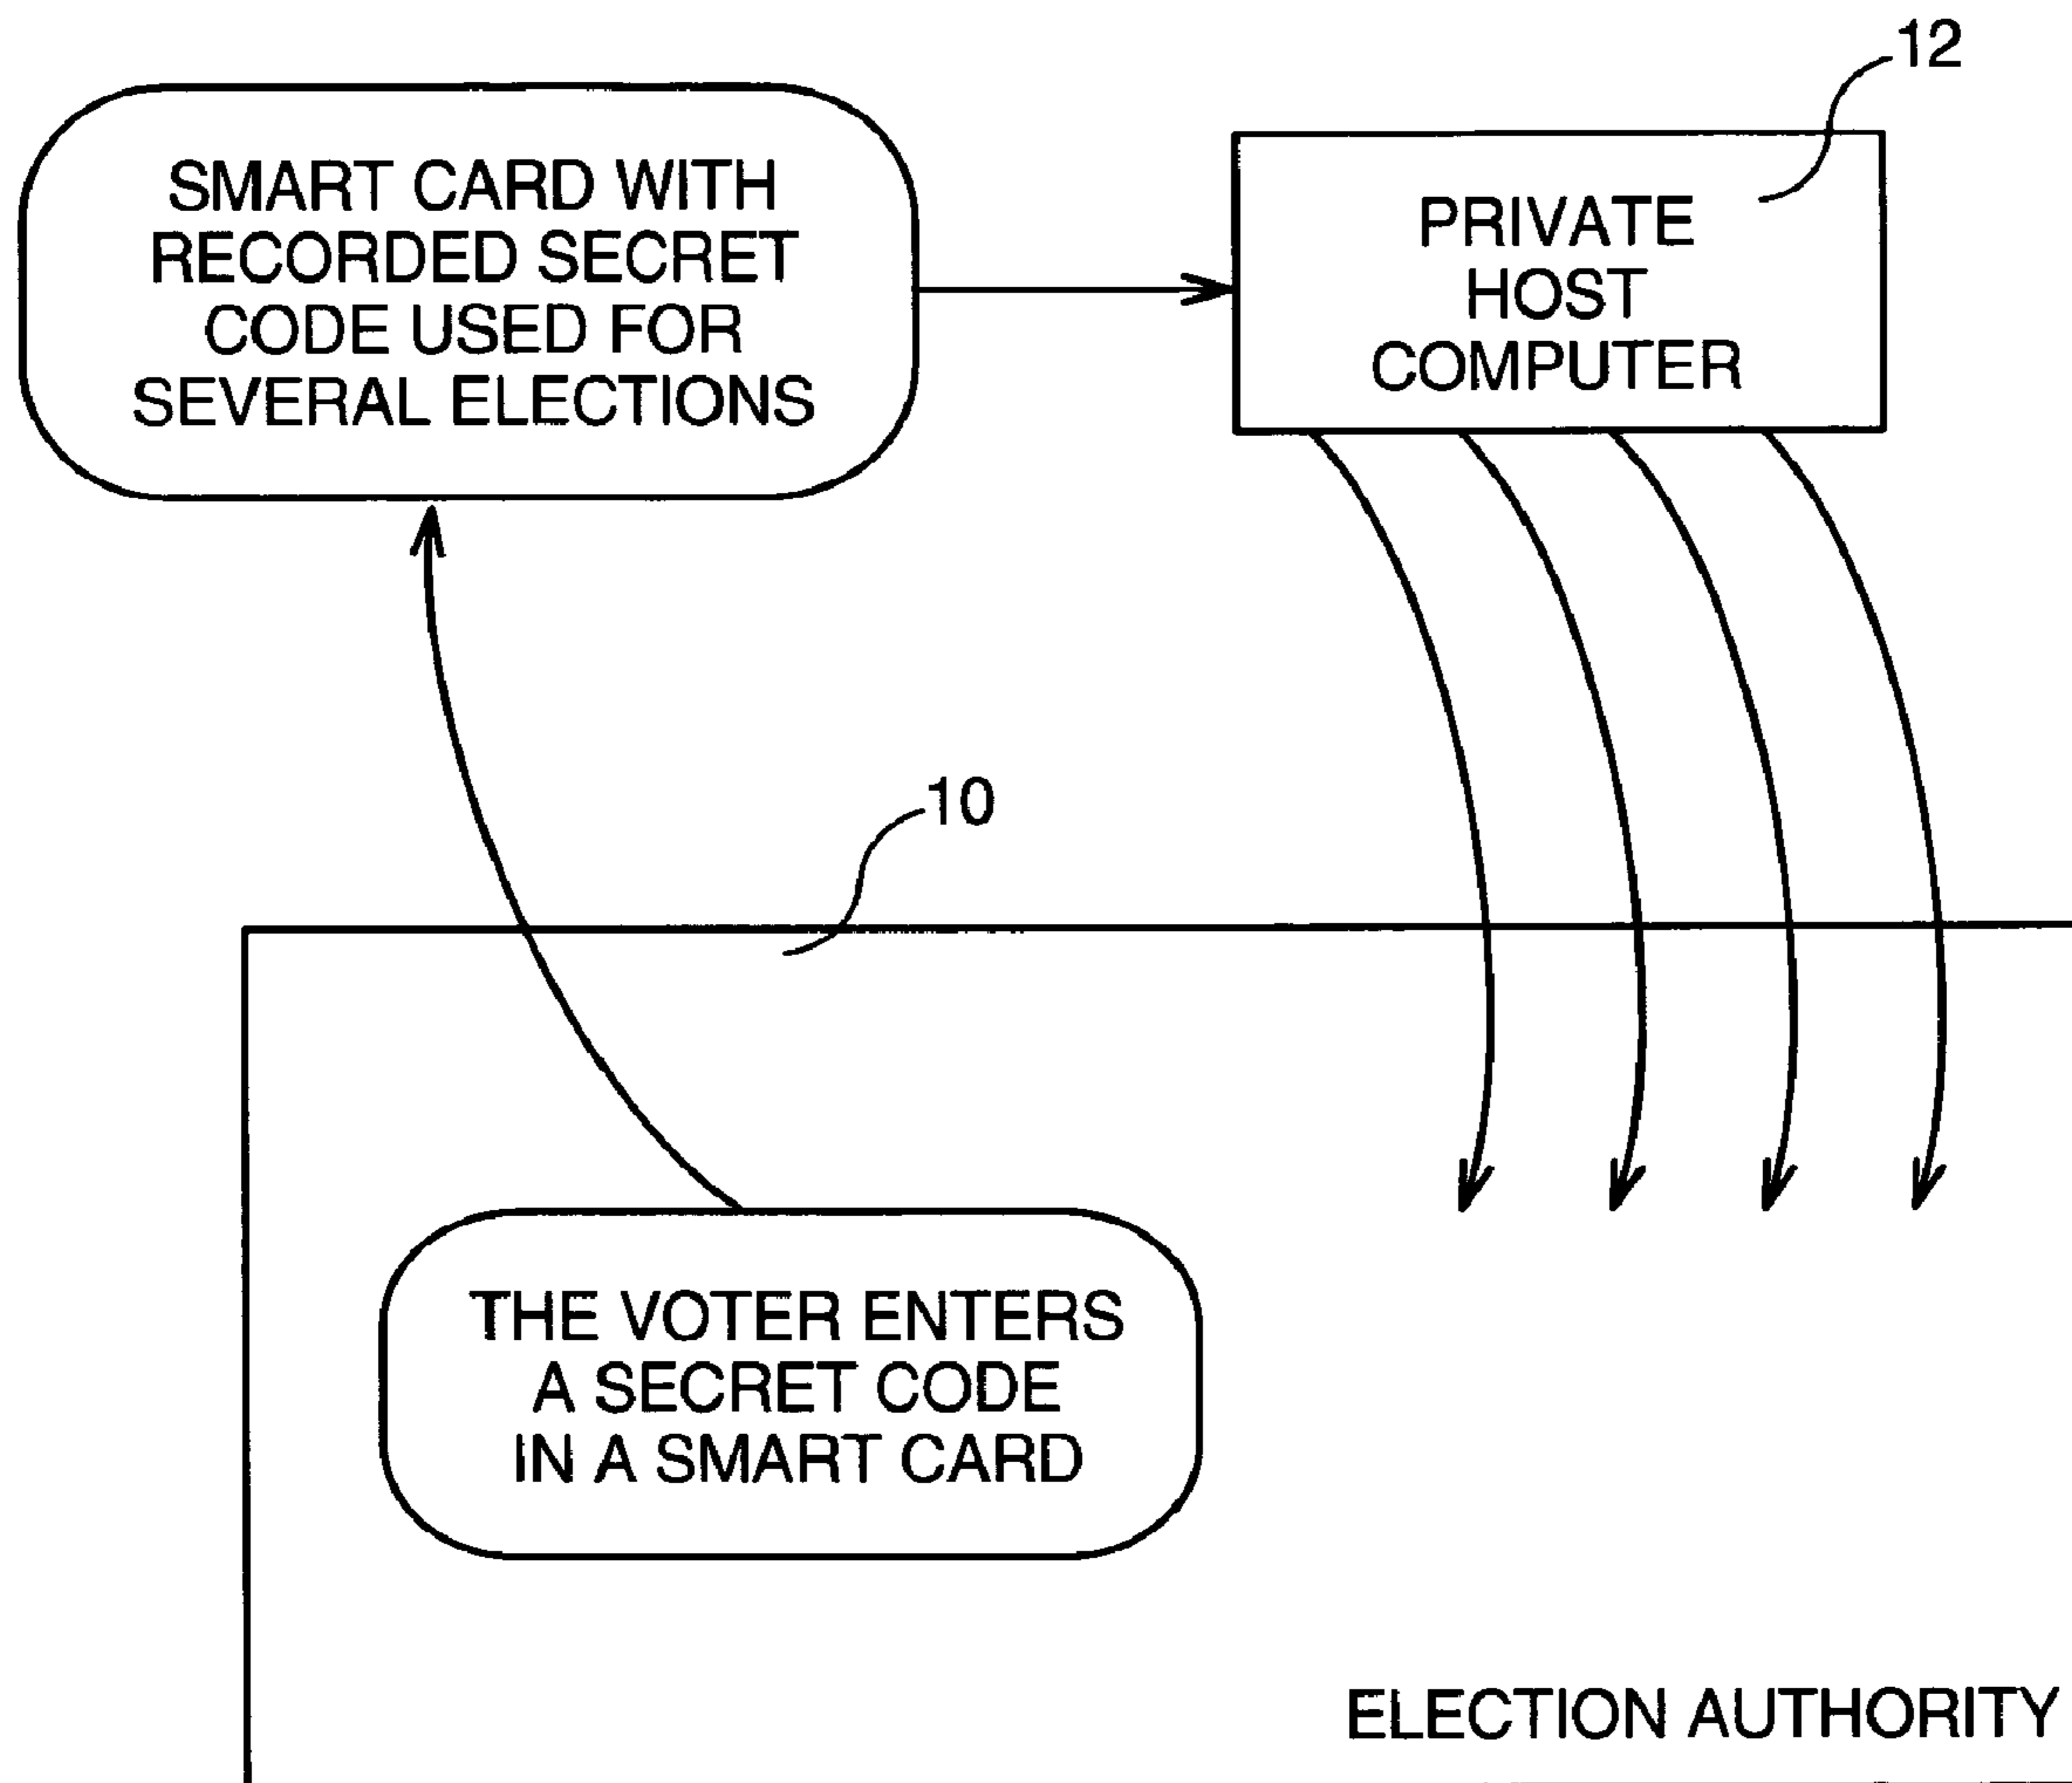 12
SMART CARD WITH
RECORDED SECRET
CODE USED FOR
SEVERAL ELECTIONS
PRIVATE
HOST
COMPUTER
10
THE VOTER ENTERS
A SECRET CODE
IN A SMART CARD
ELECTION AUTHORITY